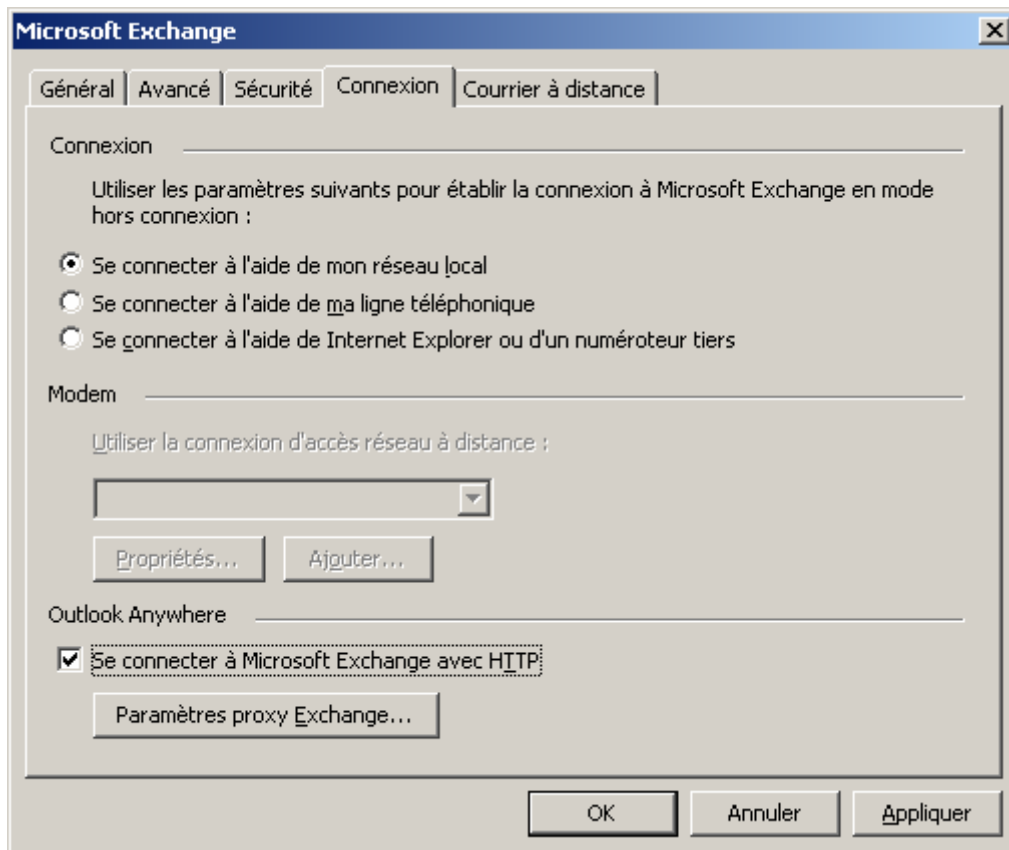 Microsoft Exchange
Général
Avancé
Sécurité
Connexion
Courrier à distance
Connexion
Utiliser les paramètres suivants pour établir la connexion à Microsoft Exchange en mode
hors connexion :
Se connecter à l'aide de mon réseau local
Se connecter à l'aide de ma ligne téléphonique
Se connecter à l'aide de Internet Explorer ou d'un numéroteur tiers
Modem
Utiliser la connexion d'accès réseau à distance :
Propriétés...
Ajouter...
Outlook Anywhere
Se connecter à Microsoft Exchange avec HTTP
Paramètres proxy Exchange...
OK
Annuler
Appliquer